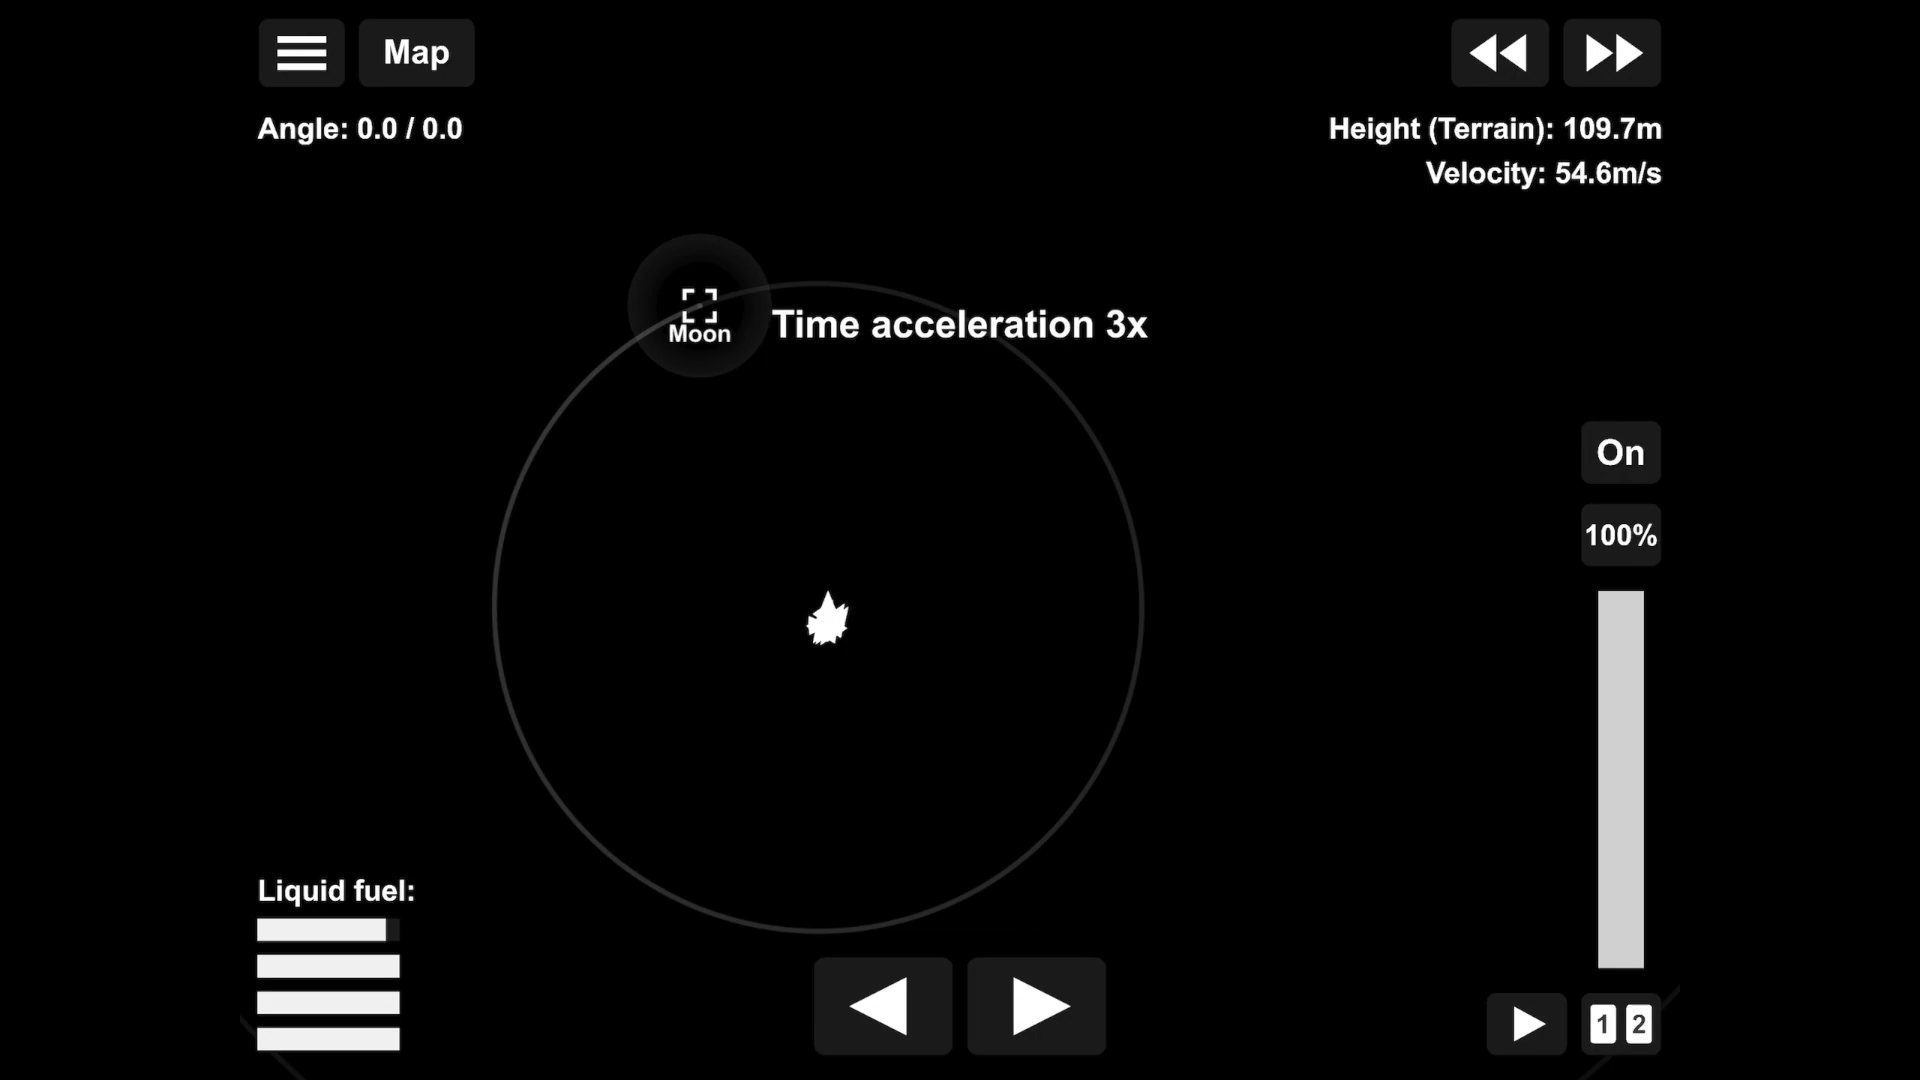 Map
Angle: 0.0 / 0.0
Height (Terrain): 109.7m
Velocity: 54.6m/s
Moon
Time acceleration 3x
On
100%
Liquid fuel:
1 2